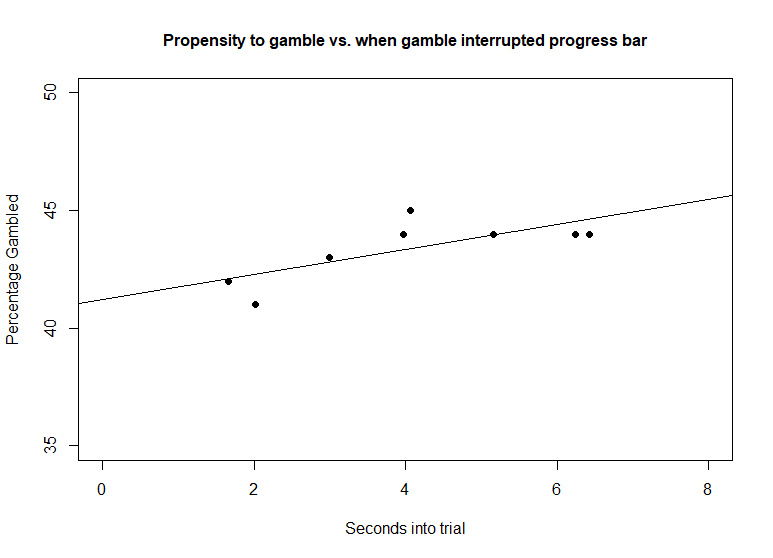 Propensity to gamble vs. when gamble interrupted progress bar
Percentage Gambled
50
45
40
35
0 2 4 6 8
Seconds into trial